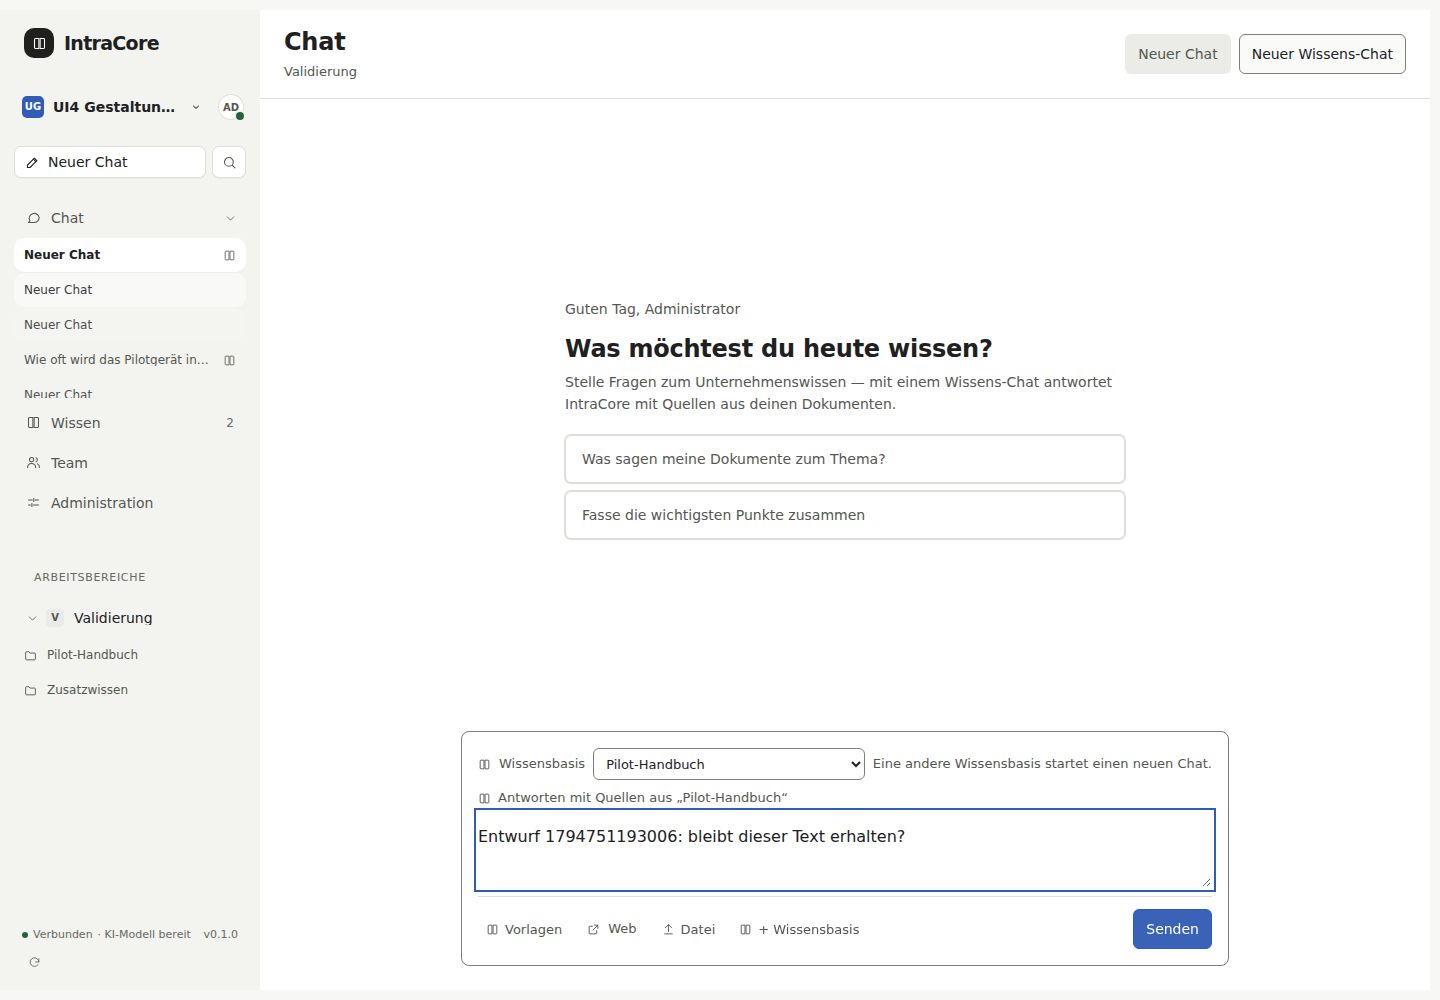 IntraCore
UG UI4 Gestaltun... AD
Neuer Chat
Chat
Neuer Chat
Neuer Chat
Neuer Chat
Wie oft wird das Pilotgerät in...
Neuer Chat
Wissen 2
Team
Administration
ARBEITSBEREICHE
V Validierung
Pilot-Handbuch
Zusatzwissen
Verbunden · KI-Modell bereit v0.1.0
Chat
Validierung
Neuer Chat Neuer Wissens-Chat
Guten Tag, Administrator
Was möchtest du heute wissen?
Stelle Fragen zum Unternehmenswissen — mit einem Wissens-Chat antwortet
IntraCore mit Quellen aus deinen Dokumenten.
Was sagen meine Dokumente zum Thema?
Fasse die wichtigsten Punkte zusammen
Wissensbasis Pilot-Handbuch Eine andere Wissensbasis startet einen neuen Chat.
Antworten mit Quellen aus „Pilot-Handbuch“
Entwurf 1794751193006: bleibt dieser Text erhalten?
Vorlagen Web Datei + Wissensbasis Senden